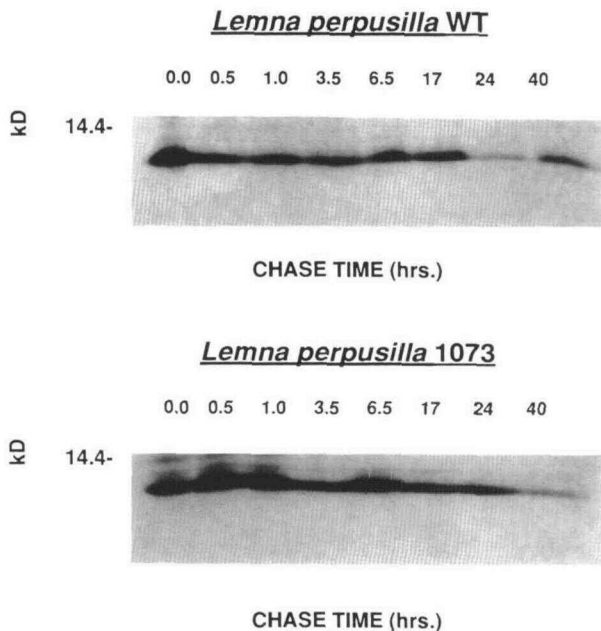 Lemna perpusilla WT
0.0 0.5 1.0 3.5 6.5 17 24 40
kD
14.4-
CHASE TIME (hrs.)
Lemna perpusilla 1073
0.0 0.5 1.0 3.5 6.5 17 24 40
kD
14.4-
CHASE TIME (hrs.)